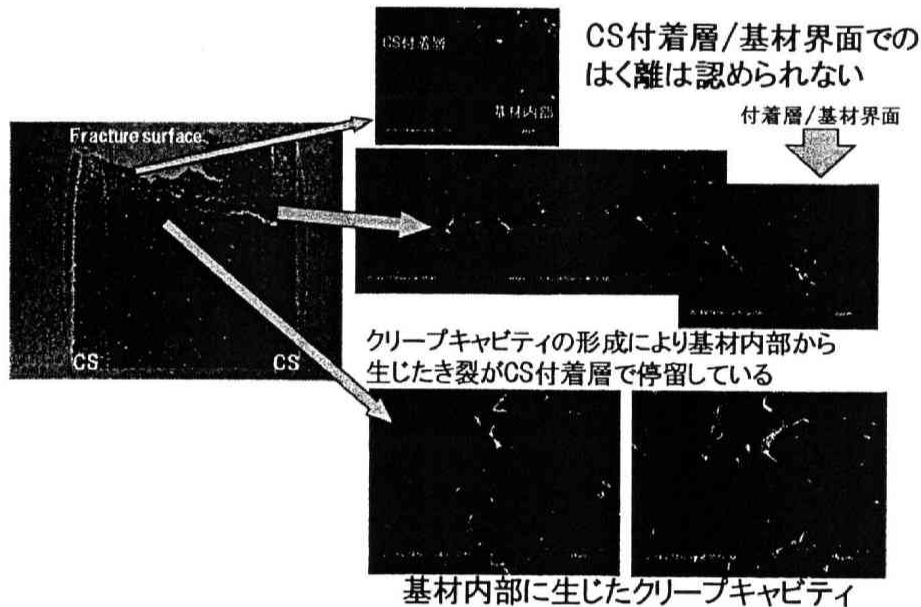 CS付着層
基材内部
CS付着層/基材界面での
はく離は認められない
付着層/基材界面
Fracture surface
CS
CS
クリープキャビティの形成により基材内部から
生じたき裂がCS付着層で停留している
基材内部に生じたクリープキャビティ